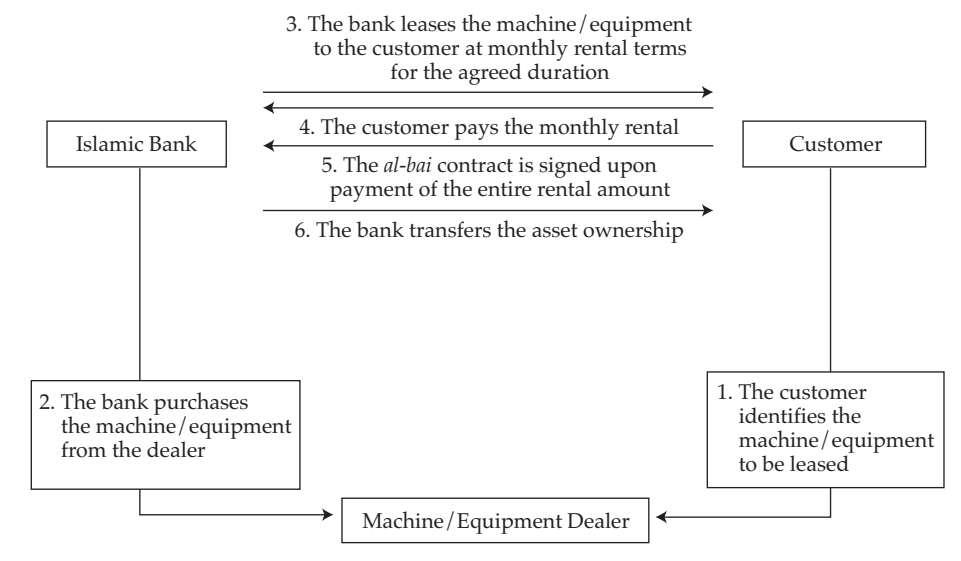 3. The bank leases the machine/equipment
to the customer at monthly rental terms
for the agreed duration
Islamic Bank
4. The customer pays the monthly rental
Customer
5. The al-bai contract is signed upon
payment of the entire rental amount
6. The bank transfers the asset ownership
2. The bank purchases
the machine/equipment
from the dealer
1. The customer
identifies the
machine/equipment
to be leased
Machine/Equipment Dealer